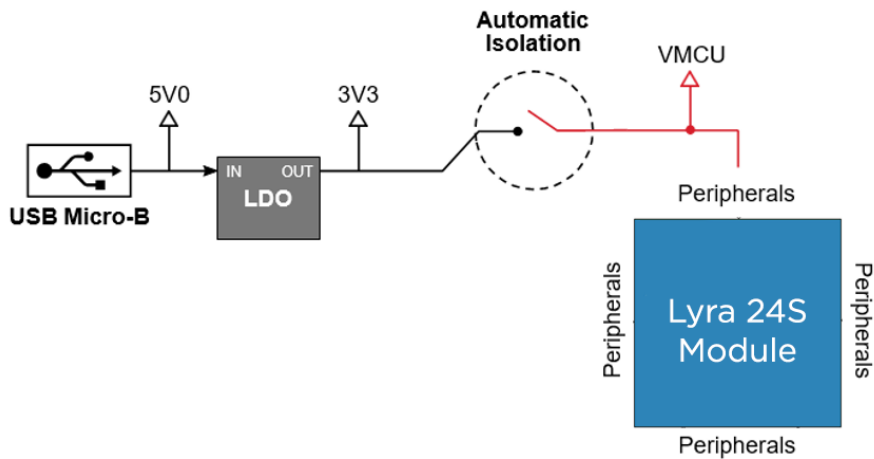 Automatic
Isolation
VMCU
5V0
3V3
IN
OUT
LDO
USB Micro-B
Peripherals
Peripherals
Lyra 24S
Module
Peripherals
Peripherals